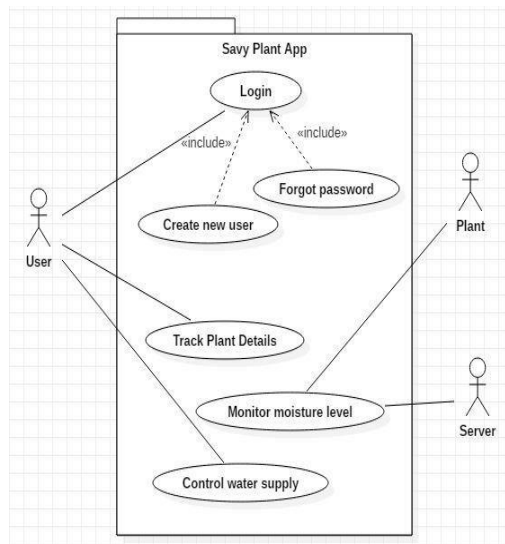 Savy Plant App
Login
«include»
«include»
Forgot password
Create new user
Plant
User
Track Plant Details
Monitor moisture level
Server
Control water supply